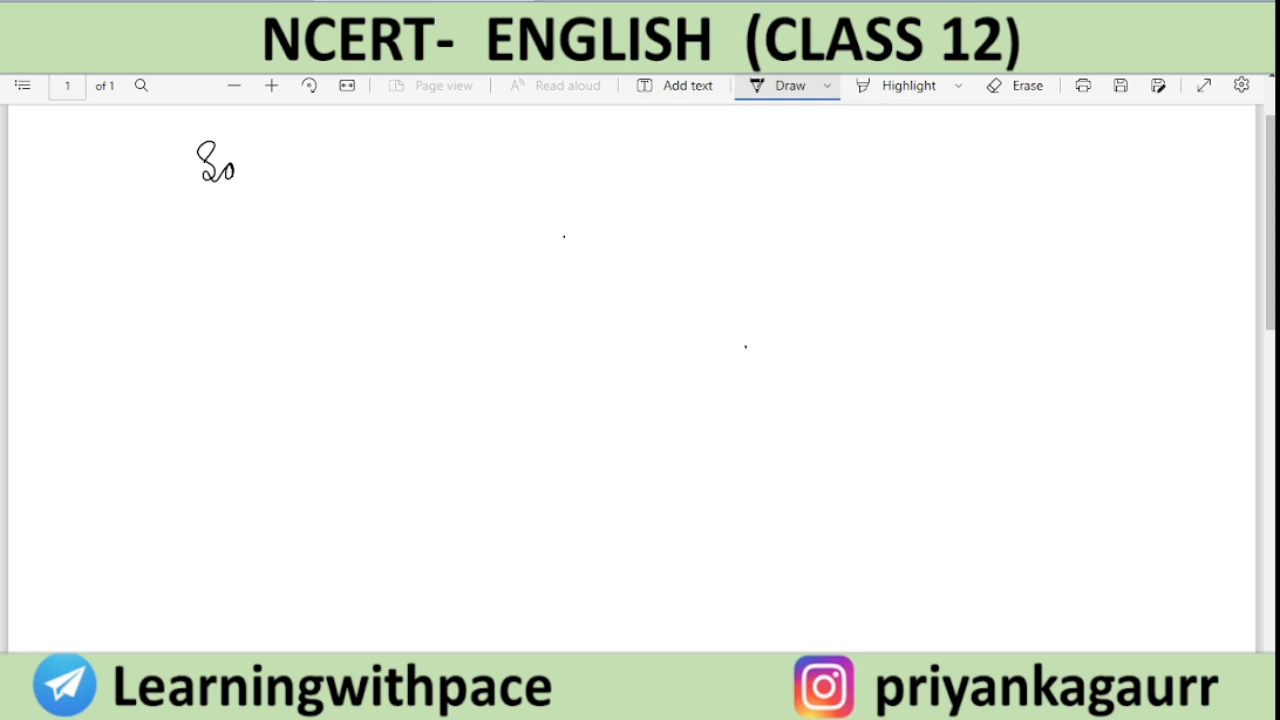 NCERT- ENGLISH (CLASS 12)
1 of 1 Page view Read aloud Add text Draw Highlight Erase
So
Learningwithpace priyankagaurr